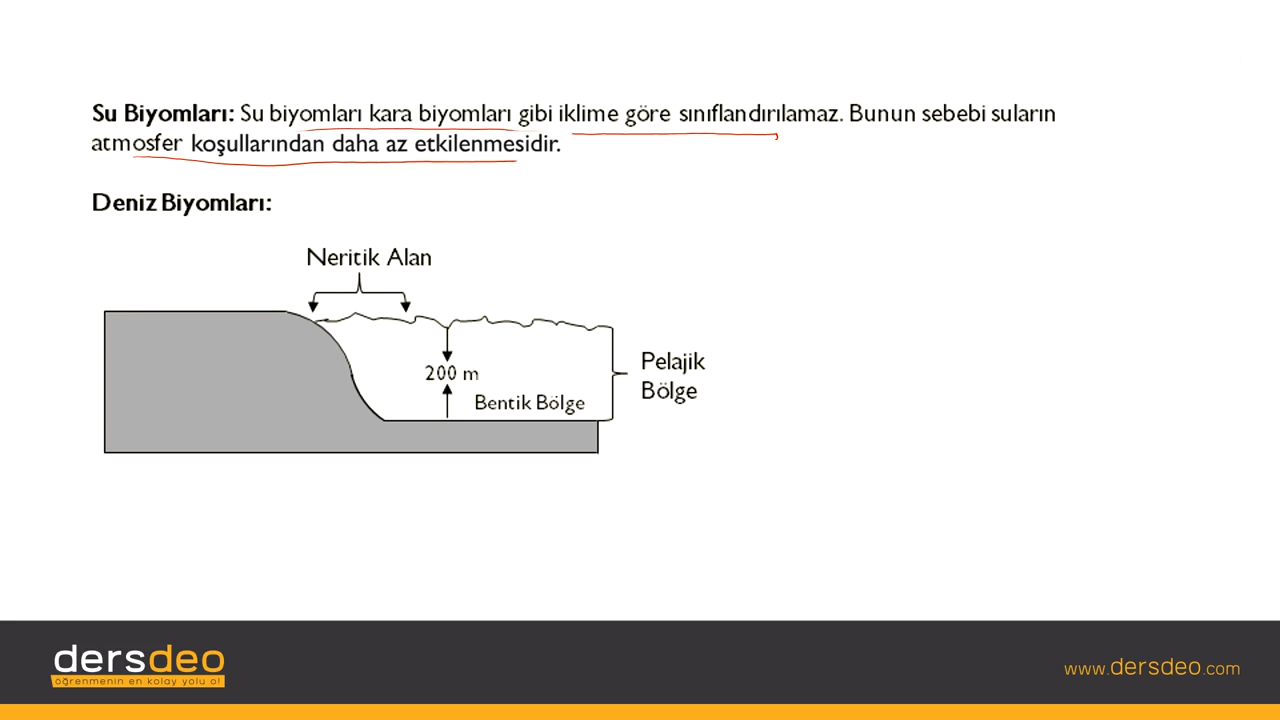 Su Biyomları: Su biyomları kara biyomları gibi iklime göre sınıflandırılamaz. Bunun sebebi suların
atmosfer koşullarından daha az etkilenmesidir.
Deniz Biyomları:
Neritik Alan
200 m
Bentik Bölge
Pelajik
Bölge
dersdeo
öğrenmenin en kolay yolu o!
www.dersdeo.com